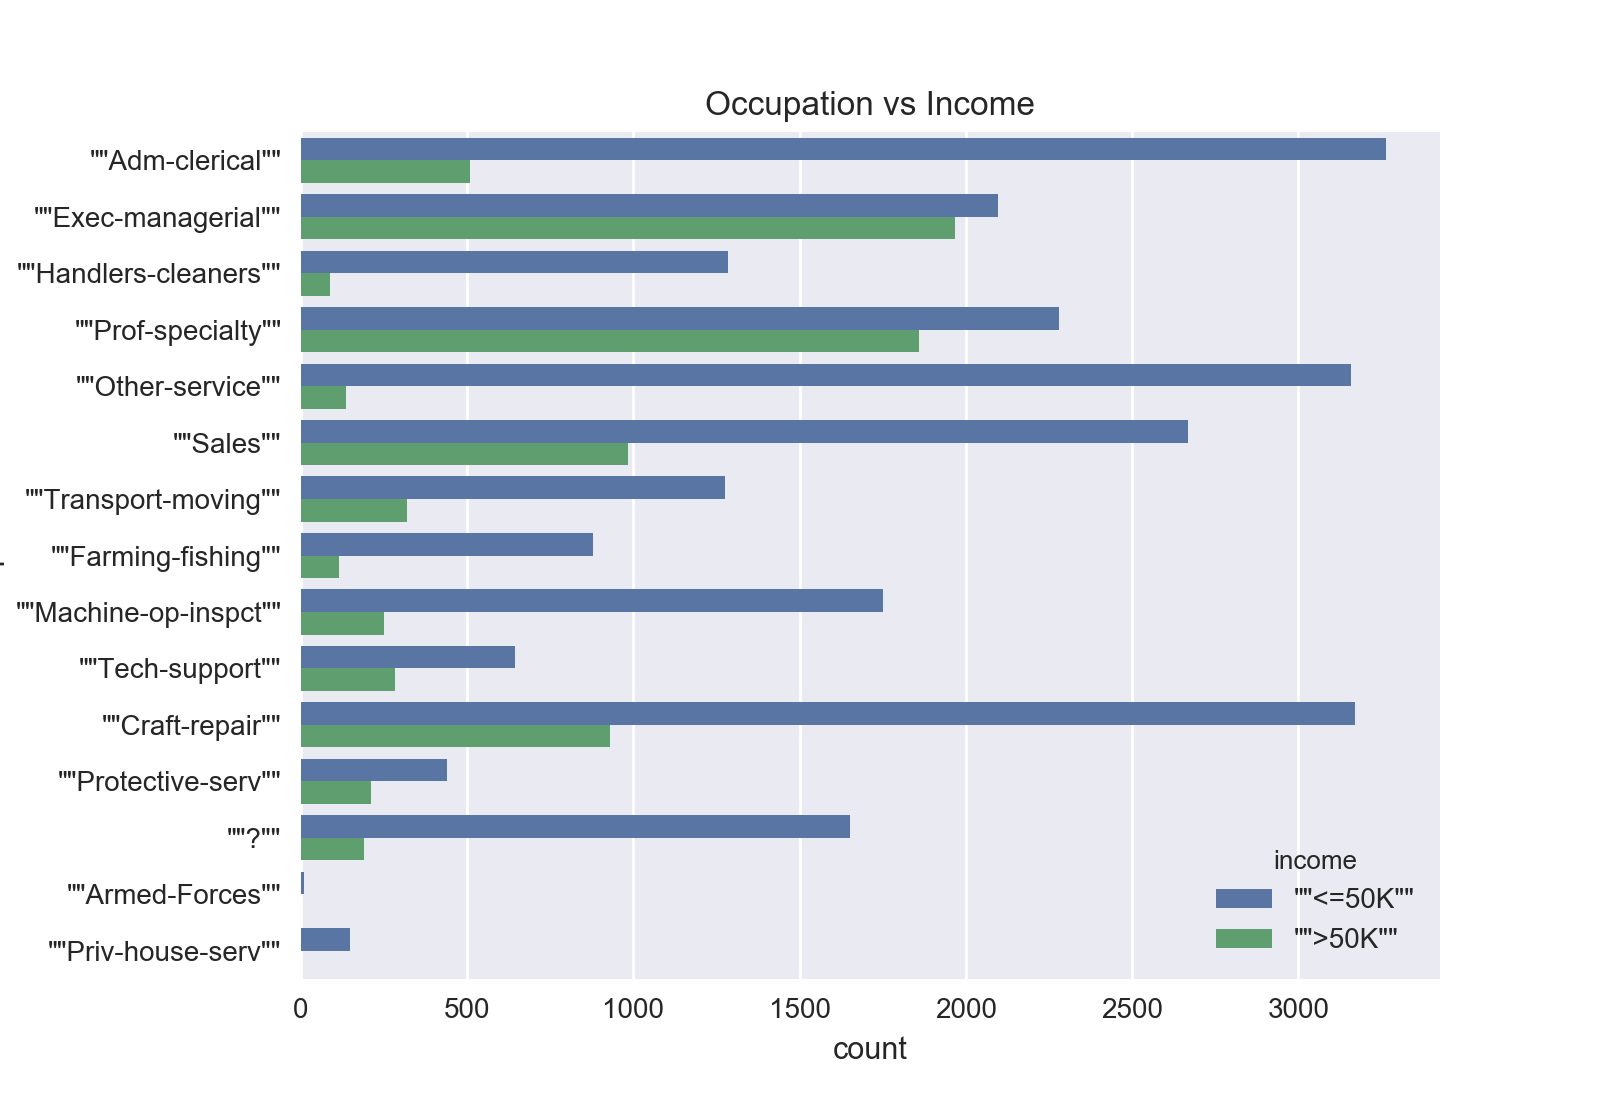 Occupation vs Income
""Adm-clerical""
""Exec-managerial""
""Handlers-cleaners""
""Prof-specialty""
""Other-service""
""Sales""
""Transport-moving""
""Farming-fishing""
""Machine-op-inspct""
""Tech-support""
""Craft-repair""
""Protective-serv""
""?""
""Armed-Forces""
""Priv-house-serv""
income
""<=50K""
"">50K""
0 500 1000 1500 2000 2500 3000
count